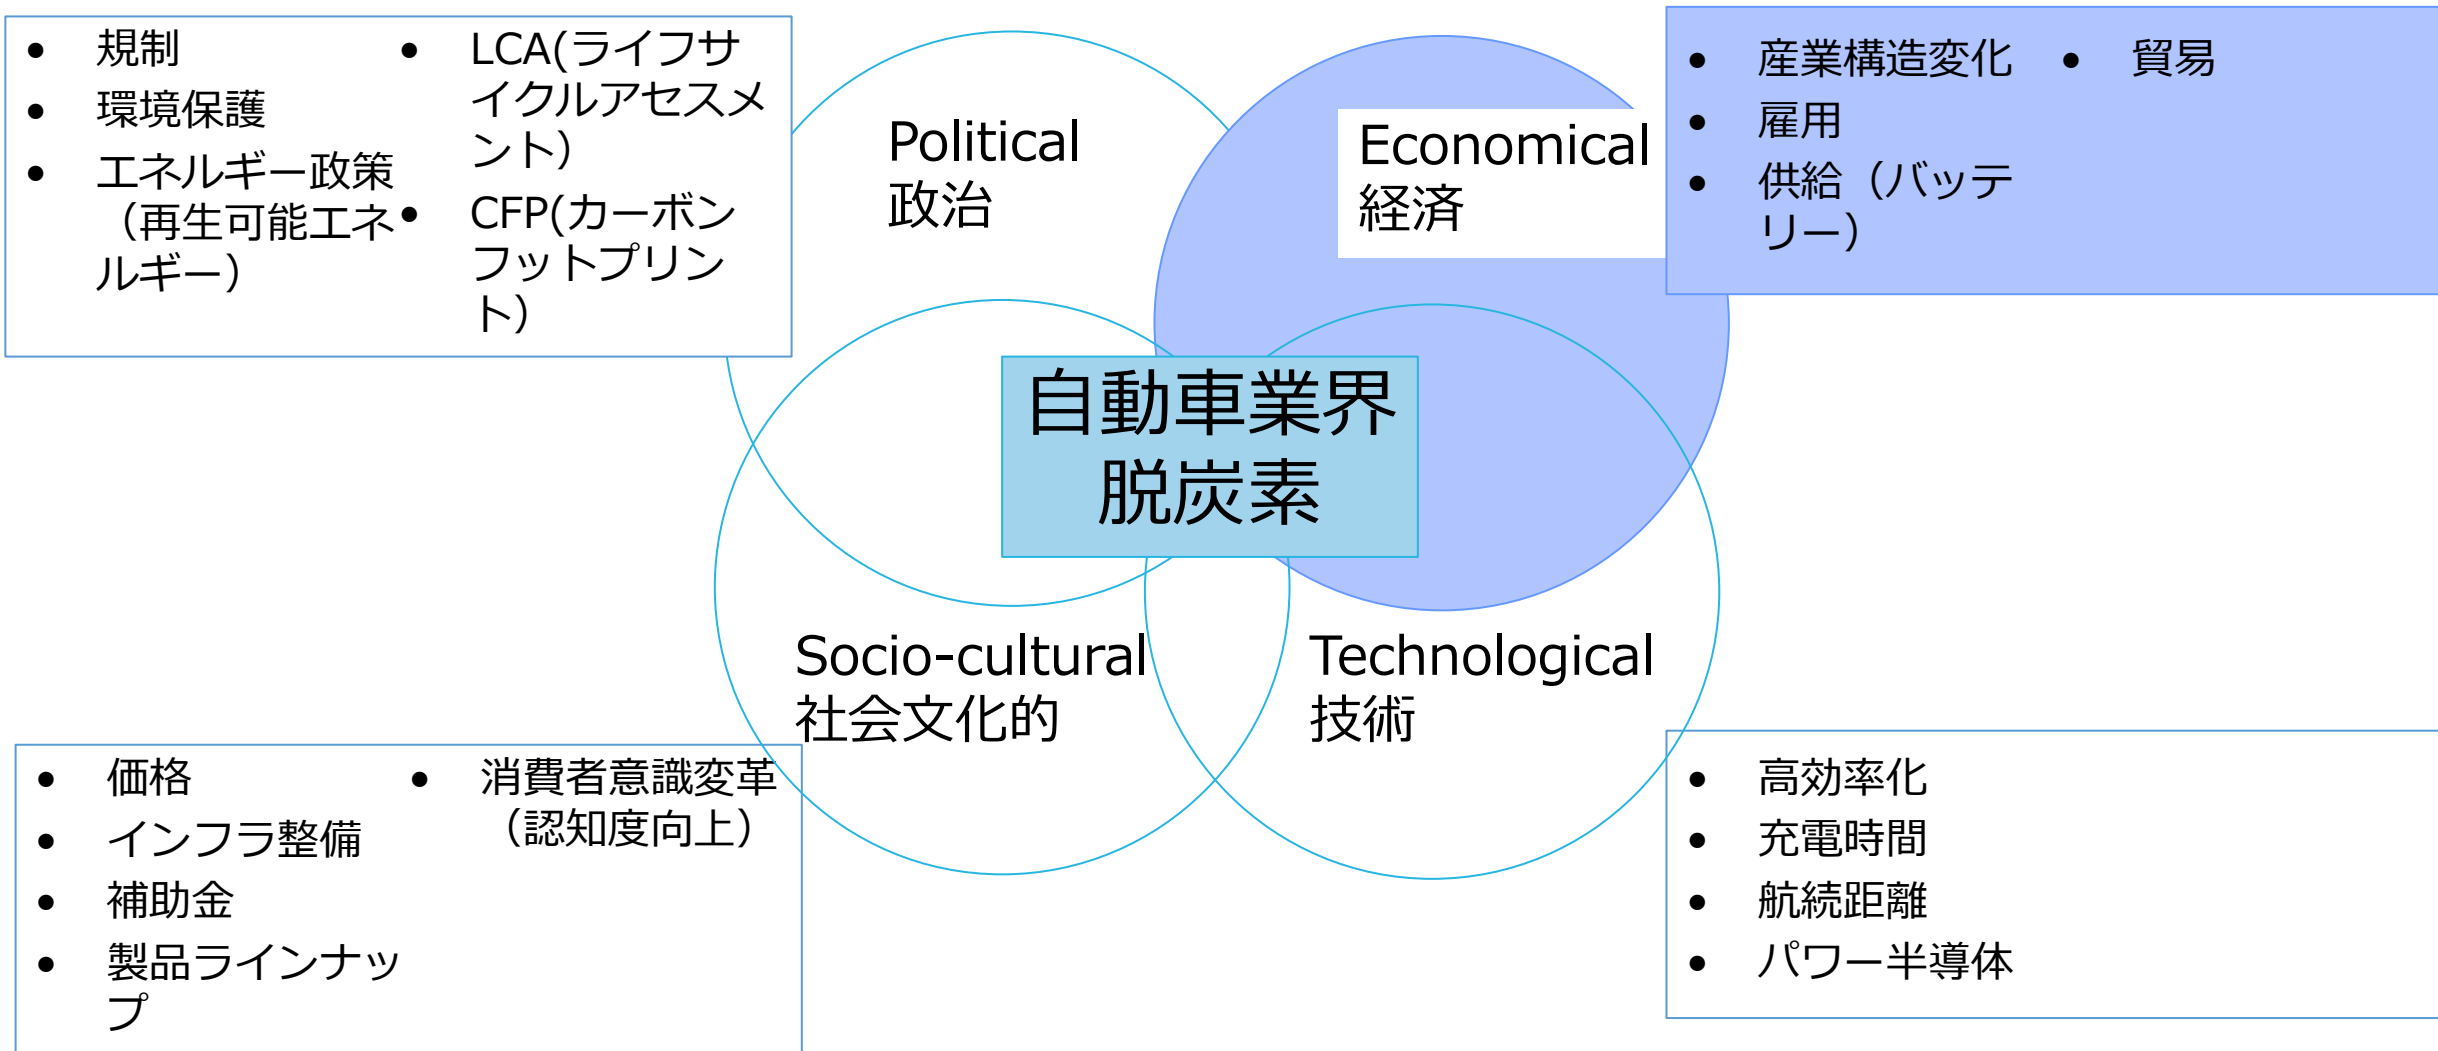 • 規制
• 環境保護
• エネルギー政策
（再生可能エネ
ルギー）
• LCA(ライフサ
イクルアセスメ
ント）
• CFP(カーボン
フットプリン
ト）
Political
政治
Economical
経済
• 産業構造変化
• 雇用
• 供給（バッテ
リー）
• 貿易
自動車業界
脱炭素
Socio-cultural
社会文化的
Technological
技術
• 価格
• インフラ整備
• 補助金
• 製品ラインナッ
プ
• 消費者意識変革
（認知度向上）
• 高効率化
• 充電時間
• 航続距離
• パワー半導体